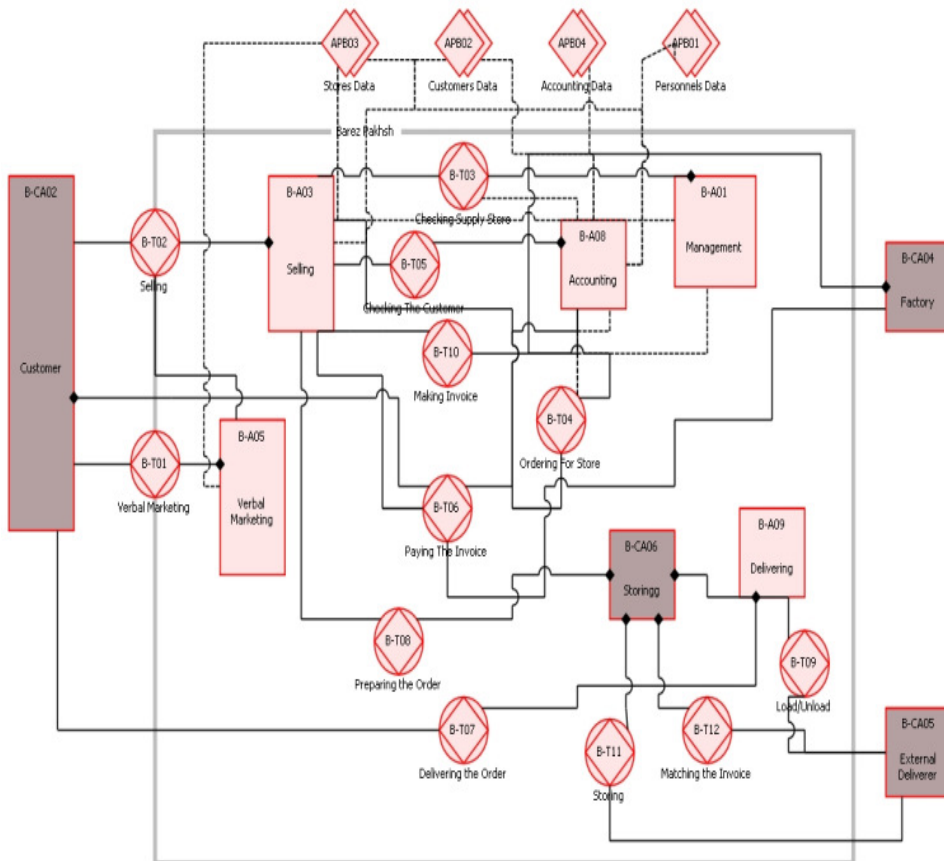 APB03
APB02
APB04
APB01
Stores Data
Customers Data
Accounting Data
Personnels Data
Barez Pakhsh
B-CA02
Customer
B-T02
Selling
B-A03
Selling
B-T03
Checking Supply Store
B-A01
Management
B-T05
Checking The Customer
B-A08
Accounting
B-CA04
Factory
B-T10
Making Invoice
B-T04
Ordering For Store
B-A05
Verbal
Marketing
B-T01
Verbal Marketing
B-T06
Paying The Invoice
B-CA06
Storingg
B-A09
Delivering
B-T08
Preparing the Order
B-T09
Load/Unload
B-T07
Delivering the Order
B-T11
Storing
B-T12
Matching the Invoice
B-CA05
External
Deliverer